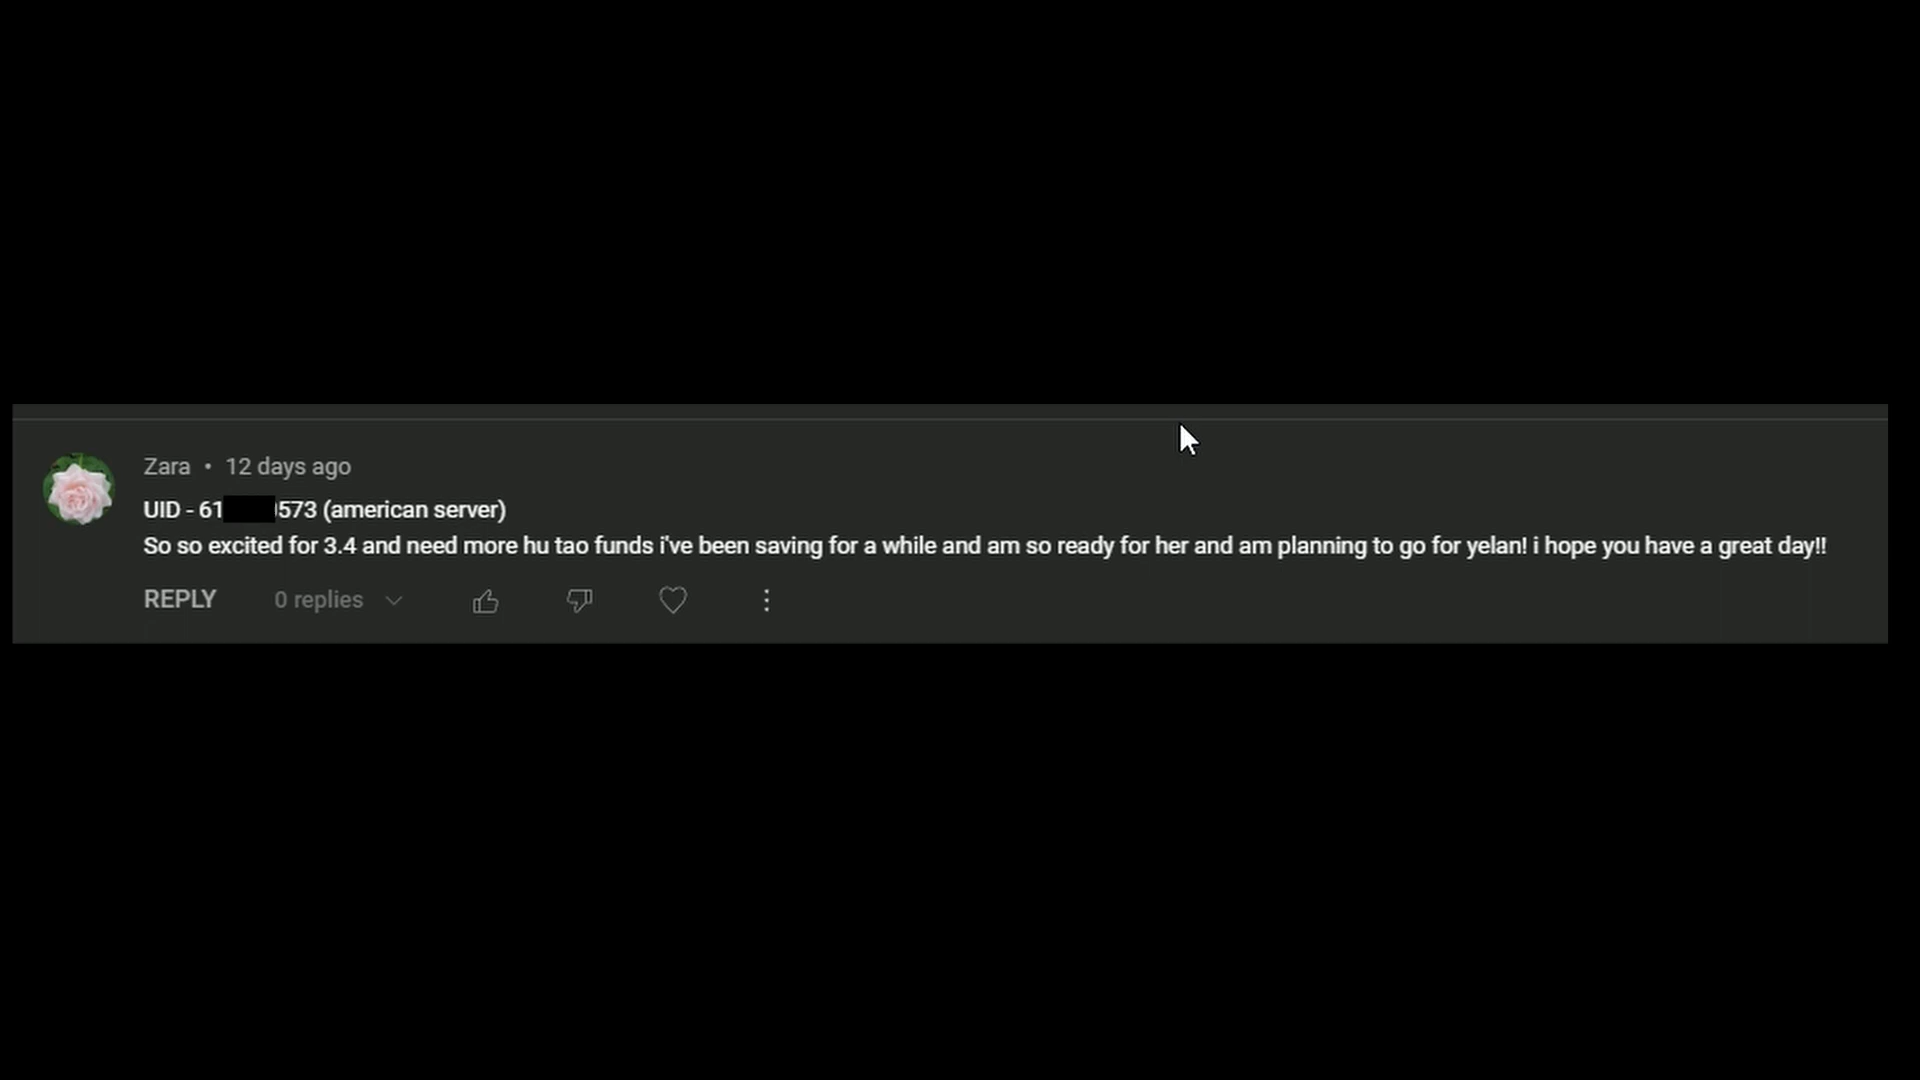 Zara • 12 days ago
UID - 61 573 (american server)
So so excited for 3.4 and need more hu tao funds i've been saving for a while and am so ready for her and am planning to go for yelan! i hope you have a great day!!
REPLY 0 replies